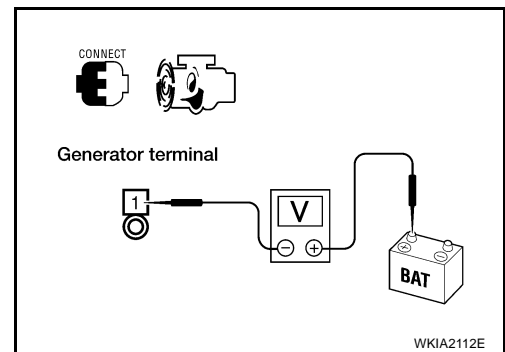 CONNECT
Generator terminal
1
V
− +
+ −
BAT
WKIA2112E